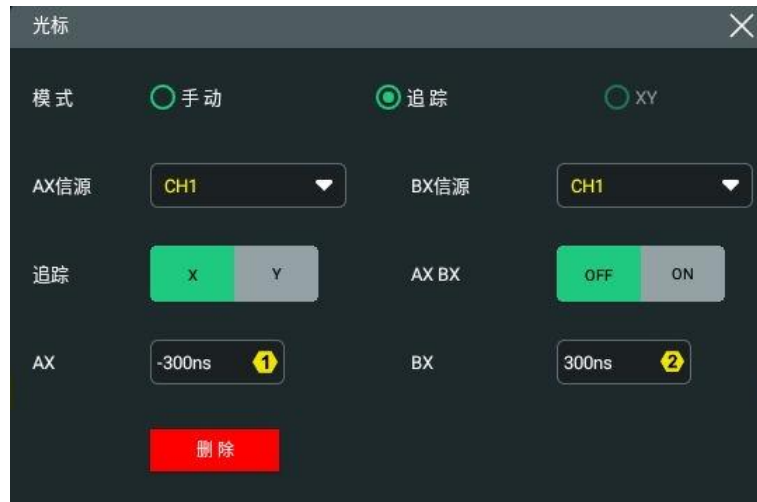 光标
模式 手动 追踪 XY
AX信源 CH1 BX信源 CH1
追踪 X Y AX BX OFF ON
AX -300ns 1 BX 300ns 2
删除